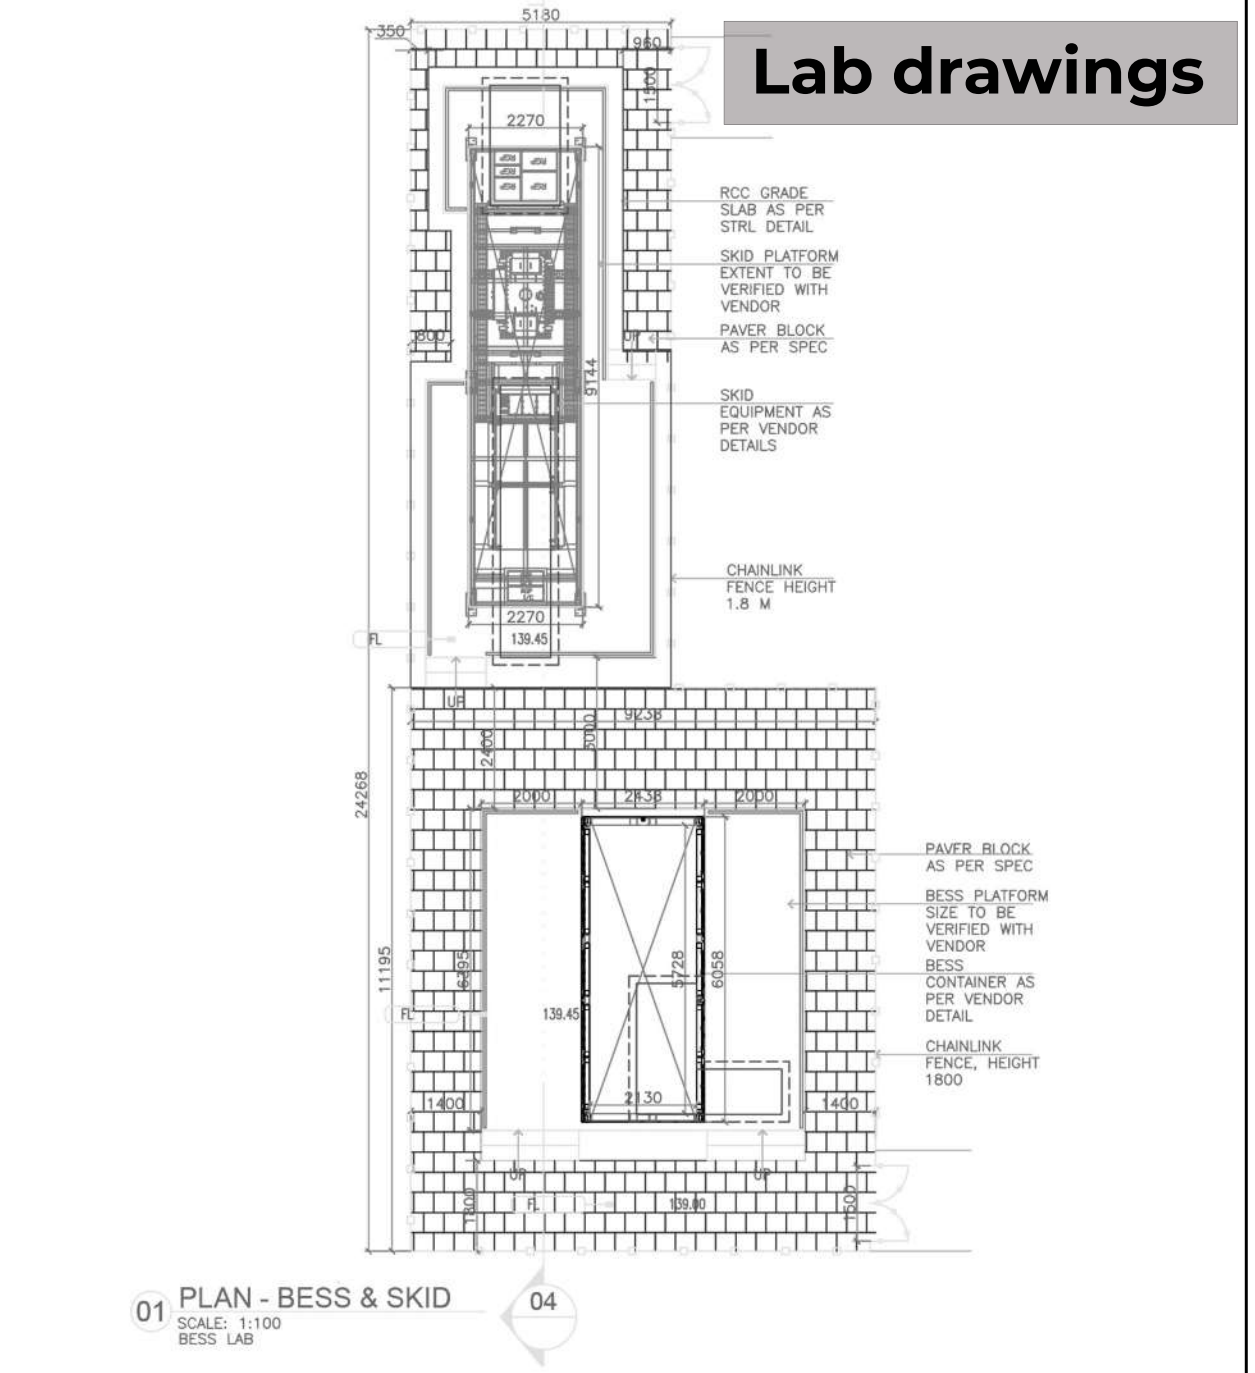 Lab drawings
5180
350
960
1500
2270
RCC GRADE
SLAB AS PER
STRL DETAIL
SKID PLATFORM
EXTENT TO BE
VERIFIED WITH
VENDOR
PAVER BLOCK
AS PER SPEC
UP
800
9144
SKID
EQUIPMENT AS
PER VENDOR
DETAILS
CHAINLINK
FENCE HEIGHT
1.8 M
2270
139.45
FL
UP
9238
2400
3000
24268
2000
2438
2000
PAVER BLOCK
AS PER SPEC
BESS PLATFORM
SIZE TO BE
VERIFIED WITH
VENDOR
BESS
CONTAINER AS
PER VENDOR
DETAIL
11195
6395
5728
6058
139.45
FL
CHAINLINK
FENCE, HEIGHT
1800
1400
2130
1400
UP
UP
1800
FL
139.00
1500
01
PLAN - BESS & SKID
SCALE: 1:100
BESS LAB
04